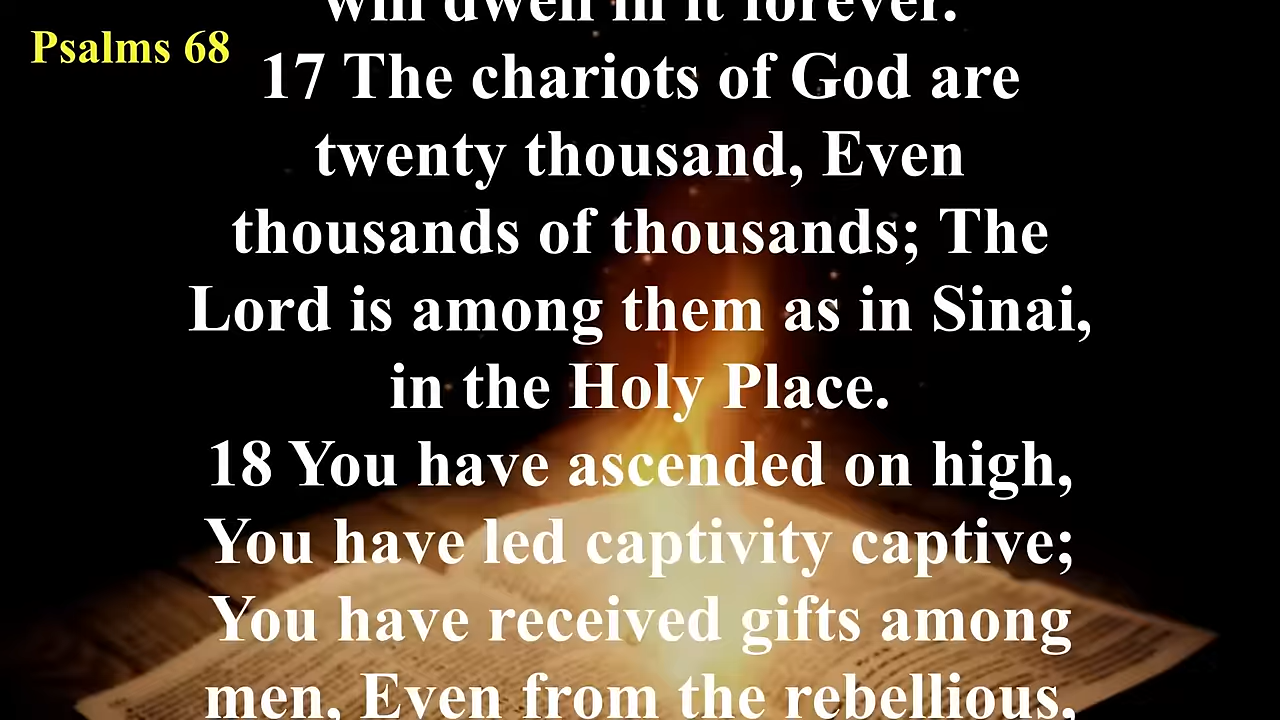 will dwell in it forever.
Psalms 68
17 The chariots of God are
twenty thousand, Even
thousands of thousands; The
Lord is among them as in Sinai,
in the Holy Place.
18 You have ascended on high,
You have led captivity captive;
You have received gifts among
men, Even from the rebellious,